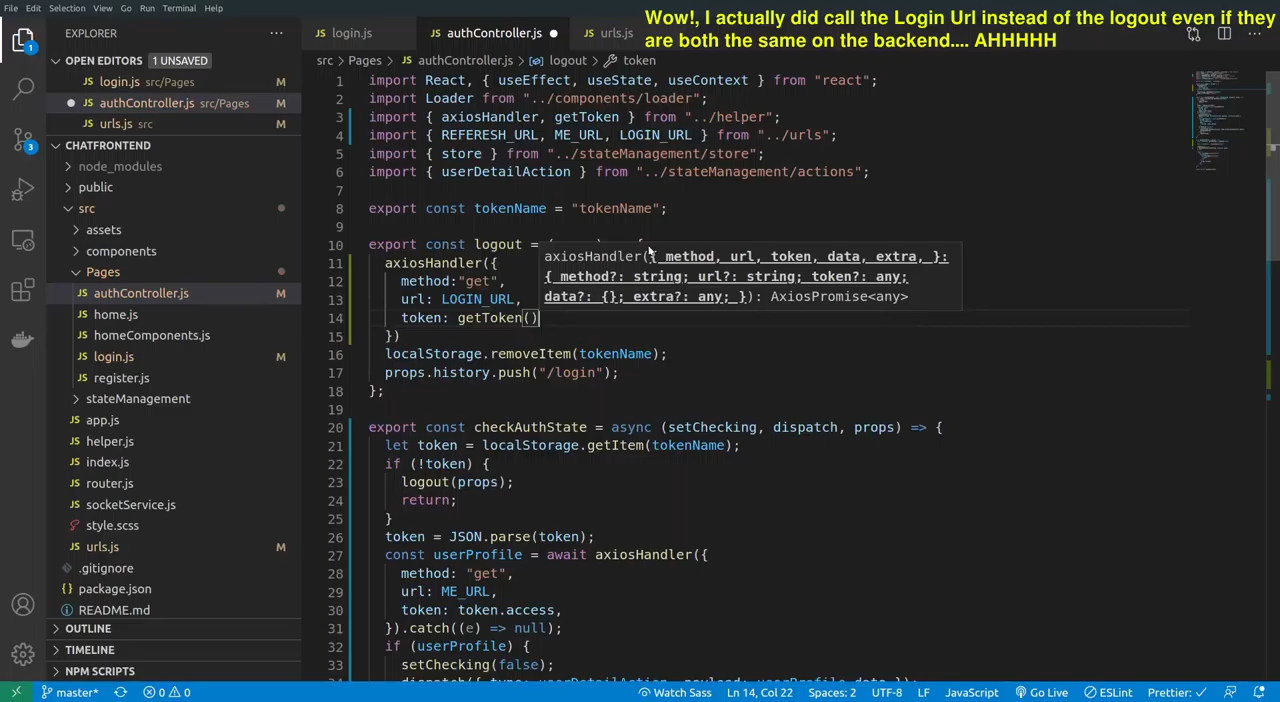 File Edit Selection View Go Run Terminal Help
Wow!, I actually did call the Login Url instead of the logout even if they
are both the same on the backend.... AHHHHH
EXPLORER
OPEN EDITORS 1 UNSAVED
JS login.js src/Pages M
JS authController.js src/Pages
JS urls.js src M
CHATFRONTEND
node_modules
public
src
assets
components
Pages
JS authController.js M
JS home.js
JS homeComponents.js
JS login.js M
JS register.js
stateManagement
JS app.js
JS helper.js
JS index.js
JS router.js
JS socketService.js
style.scss
JS urls.js M
.gitignore
package.json
README.md
OUTLINE
TIMELINE
NPM SCRIPTS
1
3
JS login.js JS authController.js JS urls.js
src > Pages > JS authController.js > logout > token
1 import React, { useEffect, useState, useContext } from "react";
2 import Loader from "../components/loader";
3 import { axiosHandler, getToken } from "../helper";
4 import { REFERESH_URL, ME_URL, LOGIN_URL } from "../urls";
5 import { store } from "../stateManagement/store";
6 import { userDetailAction } from "../stateManagement/actions";
7
8 export const tokenName = "tokenName";
9
10 export const logout =
11 axiosHandler({
12 method:"get",
13 url: LOGIN_URL,
14 token: getToken()
15 })
16 localStorage.removeItem(tokenName);
17 props.history.push("/login");
18 };
19
20 export const checkAuthState = async (setChecking, dispatch, props) => {
21 let token = localStorage.getItem(tokenName);
22 if (!token) {
23 logout(props);
24 return;
25 }
26 token = JSON.parse(token);
27 const userProfile = await axiosHandler({
28 method: "get",
29 url: ME_URL,
30 token: token.access,
31 }).catch((e) => null);
32 if (userProfile) {
33 setChecking(false);
axiosHandler({ method, url, token, data, extra, }:
{ method?: string; url?: string; token?: any;
data?: {}; extra?: any; }): AxiosPromise<any>
master* 0 0 Watch Sass Ln 14, Col 22 Spaces: 2 UTF-8 LF JavaScript Go Live ESLint Prettier: ✓